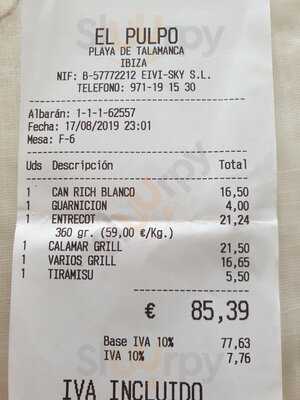 EL PULPO
PLAYA DE TALAMANCA
IBIZA
NIF: B-57772212 EIVI-SKY S.L.
TELEFONO: 971-19 15 30
Albarán: 1-1-1-62557
Fecha: 17/08/2019 23:01
Mesa: F-6
Uds Descripción Total
1 CAN RICH BLANCO 16,50
1 GUARNICION 4,00
1 ENTRECOT 21,24
360 gr. (59,00 €/Kg.)
1 CALAMAR GRILL 21,50
1 VARIOS GRILL 16,65
1 TIRAMISU 5,50
€ 85,39
Base IVA 10% 77,63
IVA 10% 7,76
IVA INCLUIDO